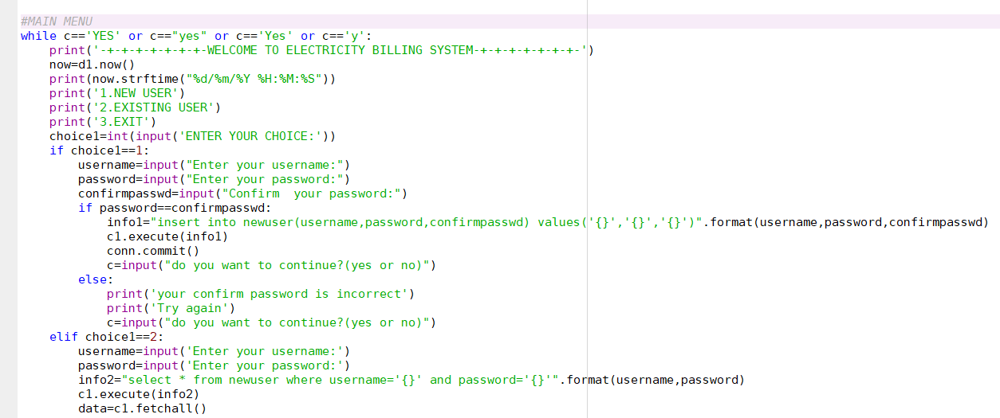 #MAIN MENU
while c=='YES' or c=="yes" or c=='Yes' or c=='y':
    print('-+-+-+-+-+-+-+-WELCOME TO ELECTRICITY BILLING SYSTEM-+-+-+-+-+-+-+-')
    now=d1.now()
    print(now.strftime("%d/%m/%Y %H:%M:%S"))
    print('1.NEW USER')
    print('2.EXISTING USER')
    print('3.EXIT')
    choice1=int(input('ENTER YOUR CHOICE:'))
    if choice1==1:
        username=input("Enter your username:")
        password=input("Enter your password:")
        confirmpasswd=input("Confirm  your password:")
        if password==confirmpasswd:
            info1="insert into newuser(username,password,confirmpasswd) values('{}','{}','{}')".format(username,password,confirmpasswd)
            c1.execute(info1)
            conn.commit()
            c=input("do you want to continue?(yes or no)")
        else:
            print('your confirm password is incorrect')
            print('Try again')
            c=input("do you want to continue?(yes or no)")
    elif choice1==2:
        username=input('Enter your username:')
        password=input('Enter your password:')
        info2="select * from newuser where username='{}' and password='{}'".format(username,password)
        c1.execute(info2)
        data=c1.fetchall()